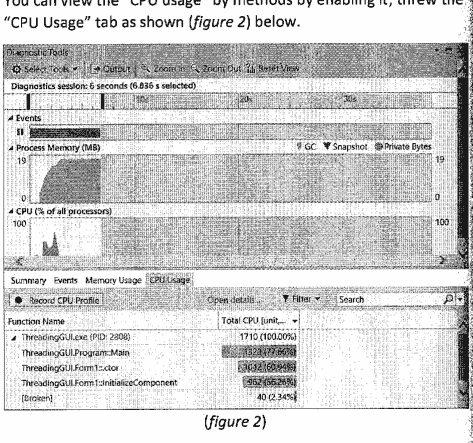 You can view the "CPU usage" by methods by enabling it, threw the
"CPU Usage" tab as shown (figure 2) below.
Diagnostic Tools
Select Tools Output Zoom In Zoom Out Reset View
Diagnostics session: 6 seconds (6.836 s selected)
10s 20s 30s
Events
Process Memory (MB) GC Snapshot Private Bytes
19 19
0 0
CPU (% of all processors)
100 100
Summary Events Memory Usage CPU Usage
Record CPU Profile Open details... Filter Search
Function Name Total CPU [unit,...
ThreadingGUI.exe (PID: 2808) 1710 (100.00%)
ThreadingGUI.Program::Main
ThreadingGUI.Form1::.ctor
ThreadingGUI.Form1::InitializeComponent 962 (56.26%)
[Broken] 40 (2.34%)
(figure 2)